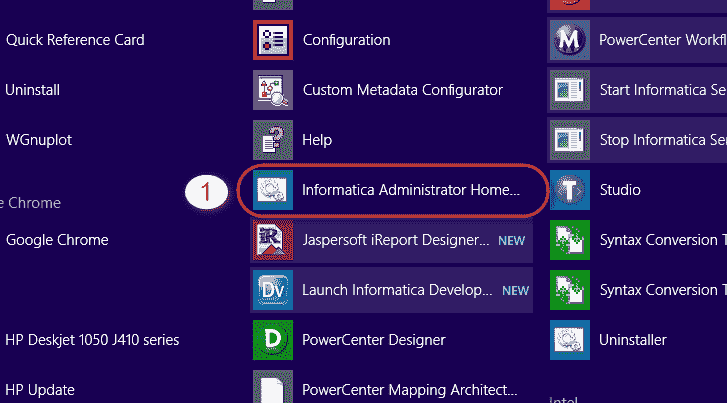 Quick Reference Card
Uninstall
WGnuplot
e Chrome
Google Chrome
HP Deskjet 1050 J410 series
HP Update
Configuration
Custom Metadata Configurator
Help
1
Informatica Administrator Home...
Jaspersoft iReport Designer... NEW
Dv
Launch Informatica Develop... NEW
D
PowerCenter Designer
PowerCenter Mapping Architect...
M
PowerCenter Workfl
Start Informatica Se
Stop Informatica Se
T
Studio
Syntax Conversion T
Syntax Conversion T
Uninstaller
Intel